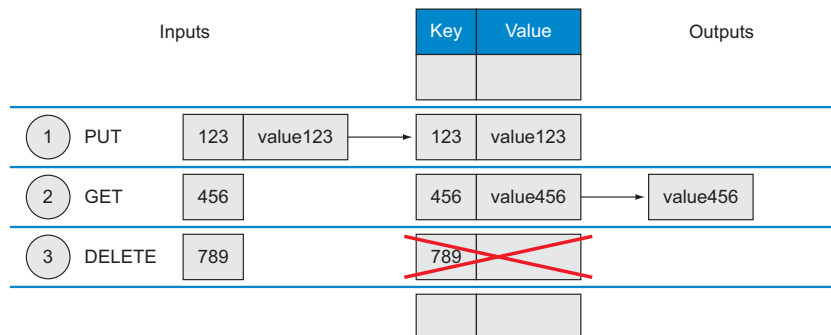 Inputs Key Value Outputs
1 PUT 123 value123 123 value123
2 GET 456 456 value456 value456
3 DELETE 789 789